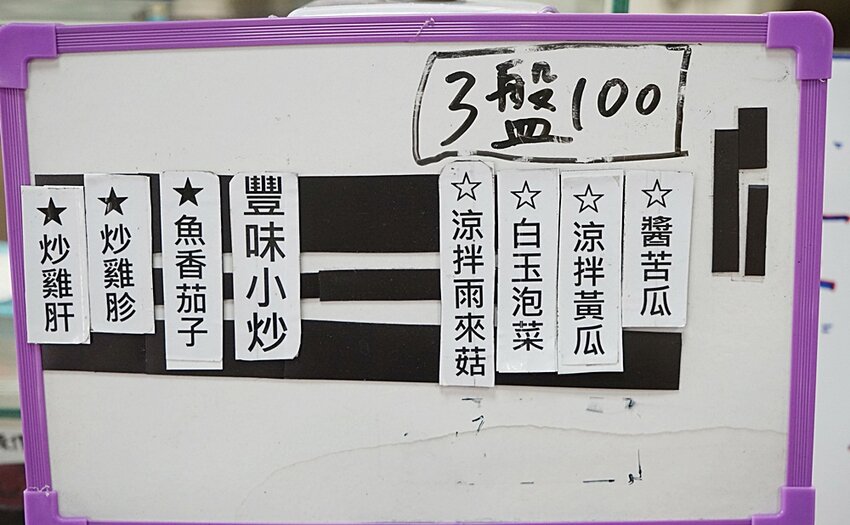 3盤100
☆醬苦瓜
☆涼拌黃瓜
☆白玉泡菜
☆涼拌雨來菇
豐味小炒
★魚香茄子
★炒雞胗
★炒雞肝